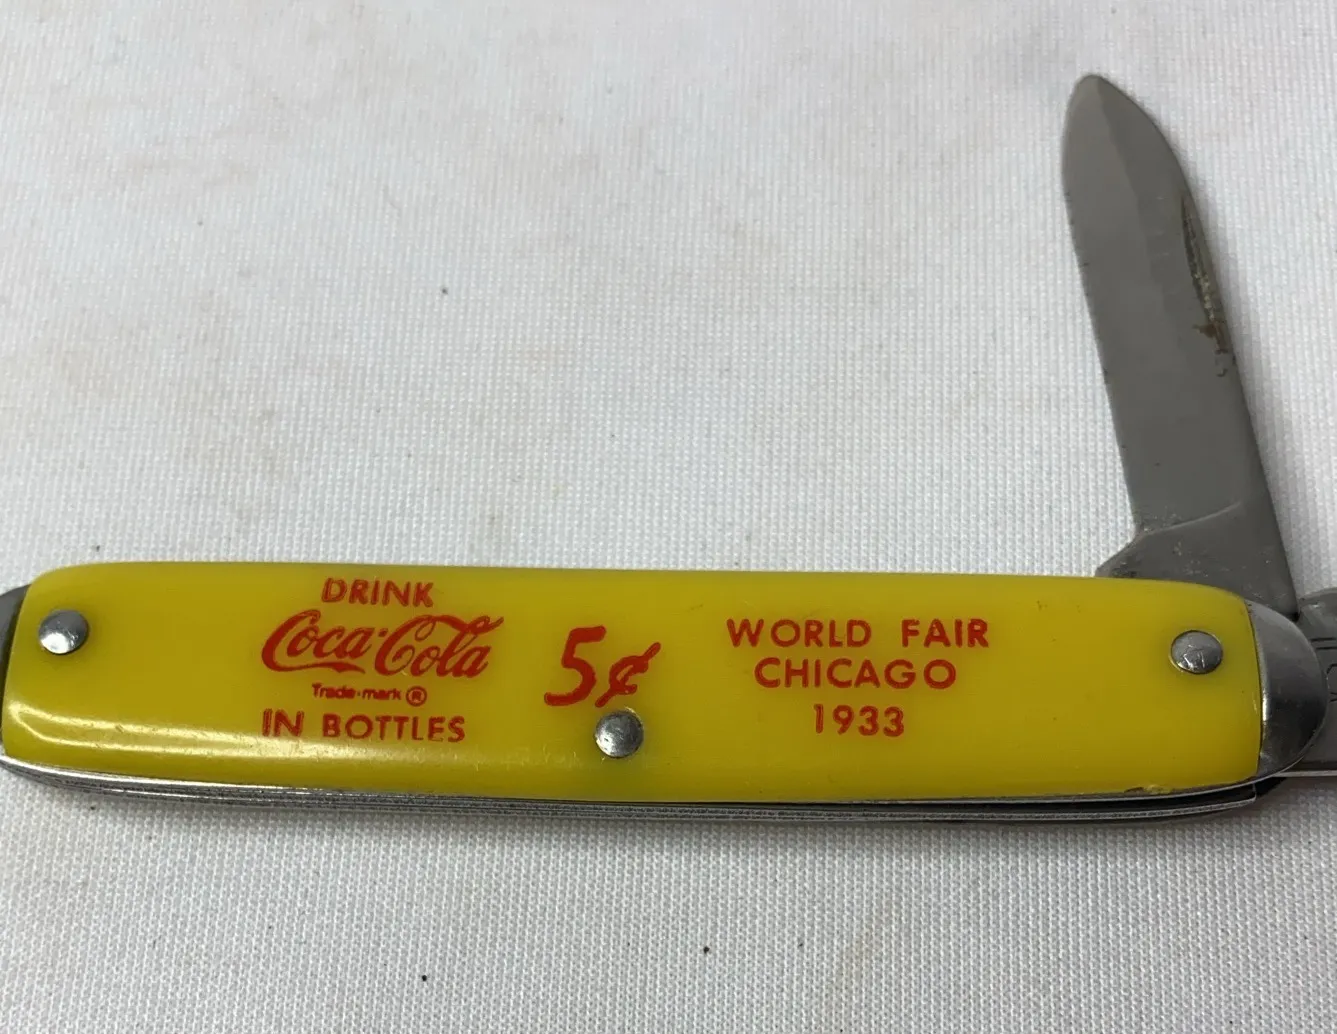 DRINK
Coca-Cola
Trade-mark ®
IN BOTTLES
5¢
WORLD FAIR
CHICAGO
1933